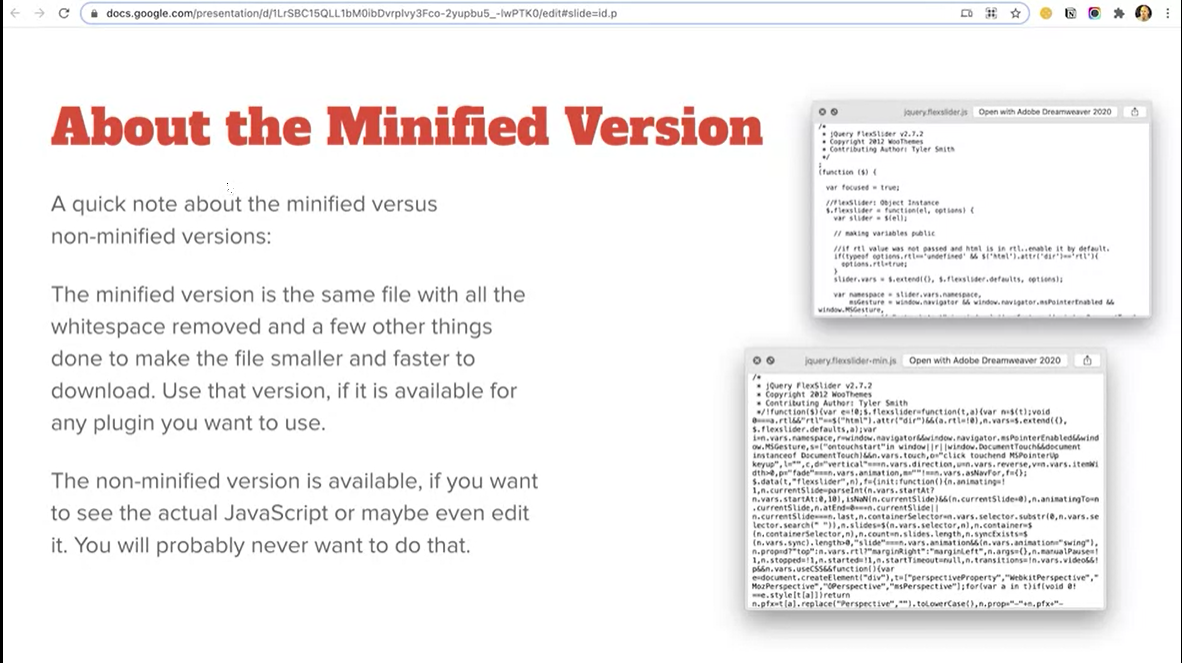 docs.google.com/presentation/d/1LrSBC15QLL1bM0ibDvrplvy3Fco-2yupbu5_-IwPTK0/edit#slide=id.p
About the Minified Version
A quick note about the minified versus
non-minified versions:
The minified version is the same file with all the
whitespace removed and a few other things
done to make the file smaller and faster to
download. Use that version, if it is available for
any plugin you want to use.
The non-minified version is available, if you want
to see the actual JavaScript or maybe even edit
it. You will probably never want to do that.
jquery.flexslider.js Open with Adobe Dreamweaver 2020
/*
* jQuery FlexSlider v2.7.2
* Copyright 2012 WooThemes
* Contributing Author: Tyler Smith
*/
;
(function ($) {
var focused = true;
//FlexSlider: Object Instance
$.flexslider = function(el, options) {
var slider = $(el);
// making variables public
//if rtl value was not passed and html is in rtl..enable it by default.
if(typeof options.rtl=='undefined' && $('html').attr('dir')=='rtl'){
options.rtl=true;
}
slider.vars = $.extend({}, $.flexslider.defaults, options);
var namespace = slider.vars.namespace,
msGesture = window.navigator && window.navigator.msPointerEnabled &&
window.MSGesture,
jquery.flexslider-min.js Open with Adobe Dreamweaver 2020
/*
* jQuery FlexSlider v2.7.2
* Copyright 2012 WooThemes
* Contributing Author: Tyler Smith
*/!function($){var e=!0;$.flexslider=function(t,a){var n=$(t);void
0===a.rtl&&"rtl"==$("html").attr("dir")&&(a.rtl=!0),n.vars=$.extend({},
$.flexslider.defaults,a);var
i=n.vars.namespace,r=window.navigator&&window.navigator.msPointerEnabled&&wind
ow.MSGesture,s=("ontouchstart"in window||r||window.DocumentTouch&&document
instanceof DocumentTouch)&&n.vars.touch,o="click touchend MSPointerUp
keyup",l="",c,d="vertical"===n.vars.direction,u=n.vars.reverse,v=n.vars.itemWi
dth>0,p="fade"===n.vars.animation,m=""!==n.vars.asNavFor,f={};
$.data(t,"flexslider",n),f={init:function(){n.animating=!
1,n.currentSlide=parseInt(n.vars.startAt?
n.vars.startAt:0,10),isNaN(n.currentSlide)&&(n.currentSlide=0),n.animatingTo=n
.currentSlide,n.atEnd=0===n.currentSlide||
n.currentSlide===n.last,n.containerSelector=n.vars.selector.substr(0,n.vars.se
lector.search(" ")),n.slides=$(n.vars.selector,n),n.container=$
(n.containerSelector,n),n.count=n.slides.length,n.syncExists=$
(n.vars.sync).length>0,"slide"===n.vars.animation&&(n.vars.animation="swing"),
n.prop=d?"top":n.vars.rtl?"marginRight":"marginLeft",n.args={},n.manualPause=!
1,n.stopped=!1,n.started=!1,n.startTimeout=null,n.transitions=!n.vars.video&&!
p&&n.vars.useCSS&&function(){var
e=document.createElement("div"),t=["perspectiveProperty","WebkitPerspective","
MozPerspective","OPerspective","msPerspective"];for(var a in t)if(void 0!
==e.style[t[a]])return
n.pfx=t[a].replace("Perspective","").toLowerCase(),n.prop="-"+n.pfx+"-